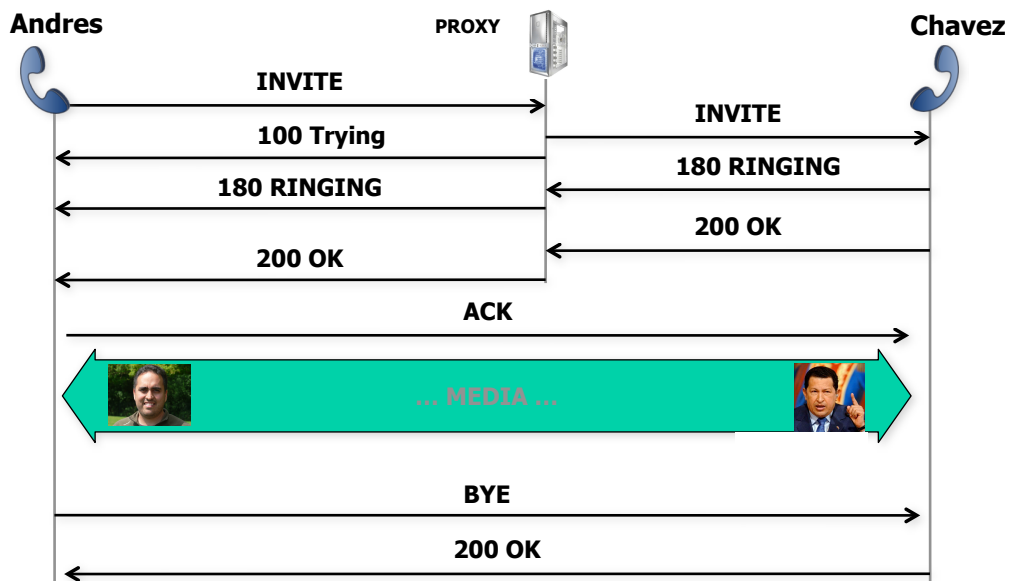 Andres
PROXY
Chavez
INVITE
INVITE
100 Trying
180 RINGING
180 RINGING
200 OK
200 OK
ACK
... MEDIA ...
BYE
200 OK